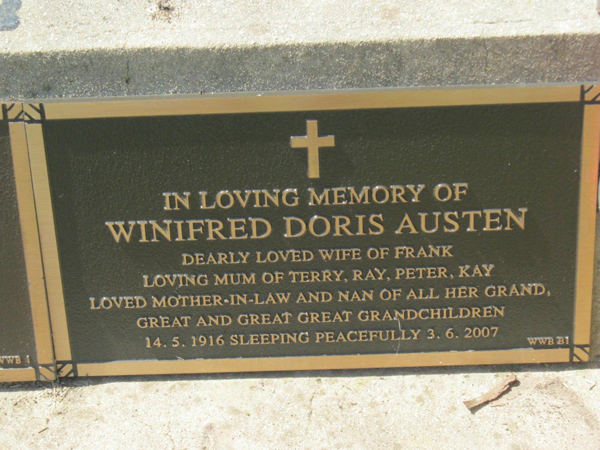 IN LOVING MEMORY OF
WINIFRED DORIS AUSTEN
DEARLY LOVED WIFE OF FRANK
LOVING MUM OF TERRY, RAY, PETER, KAY
LOVED MOTHER-IN-LAW AND NAN OF ALL HER GRAND,
GREAT AND GREAT GREAT GRANDCHILDREN
14. 5. 1916 SLEEPING PEACEFULLY 3. 6. 2007
WWB